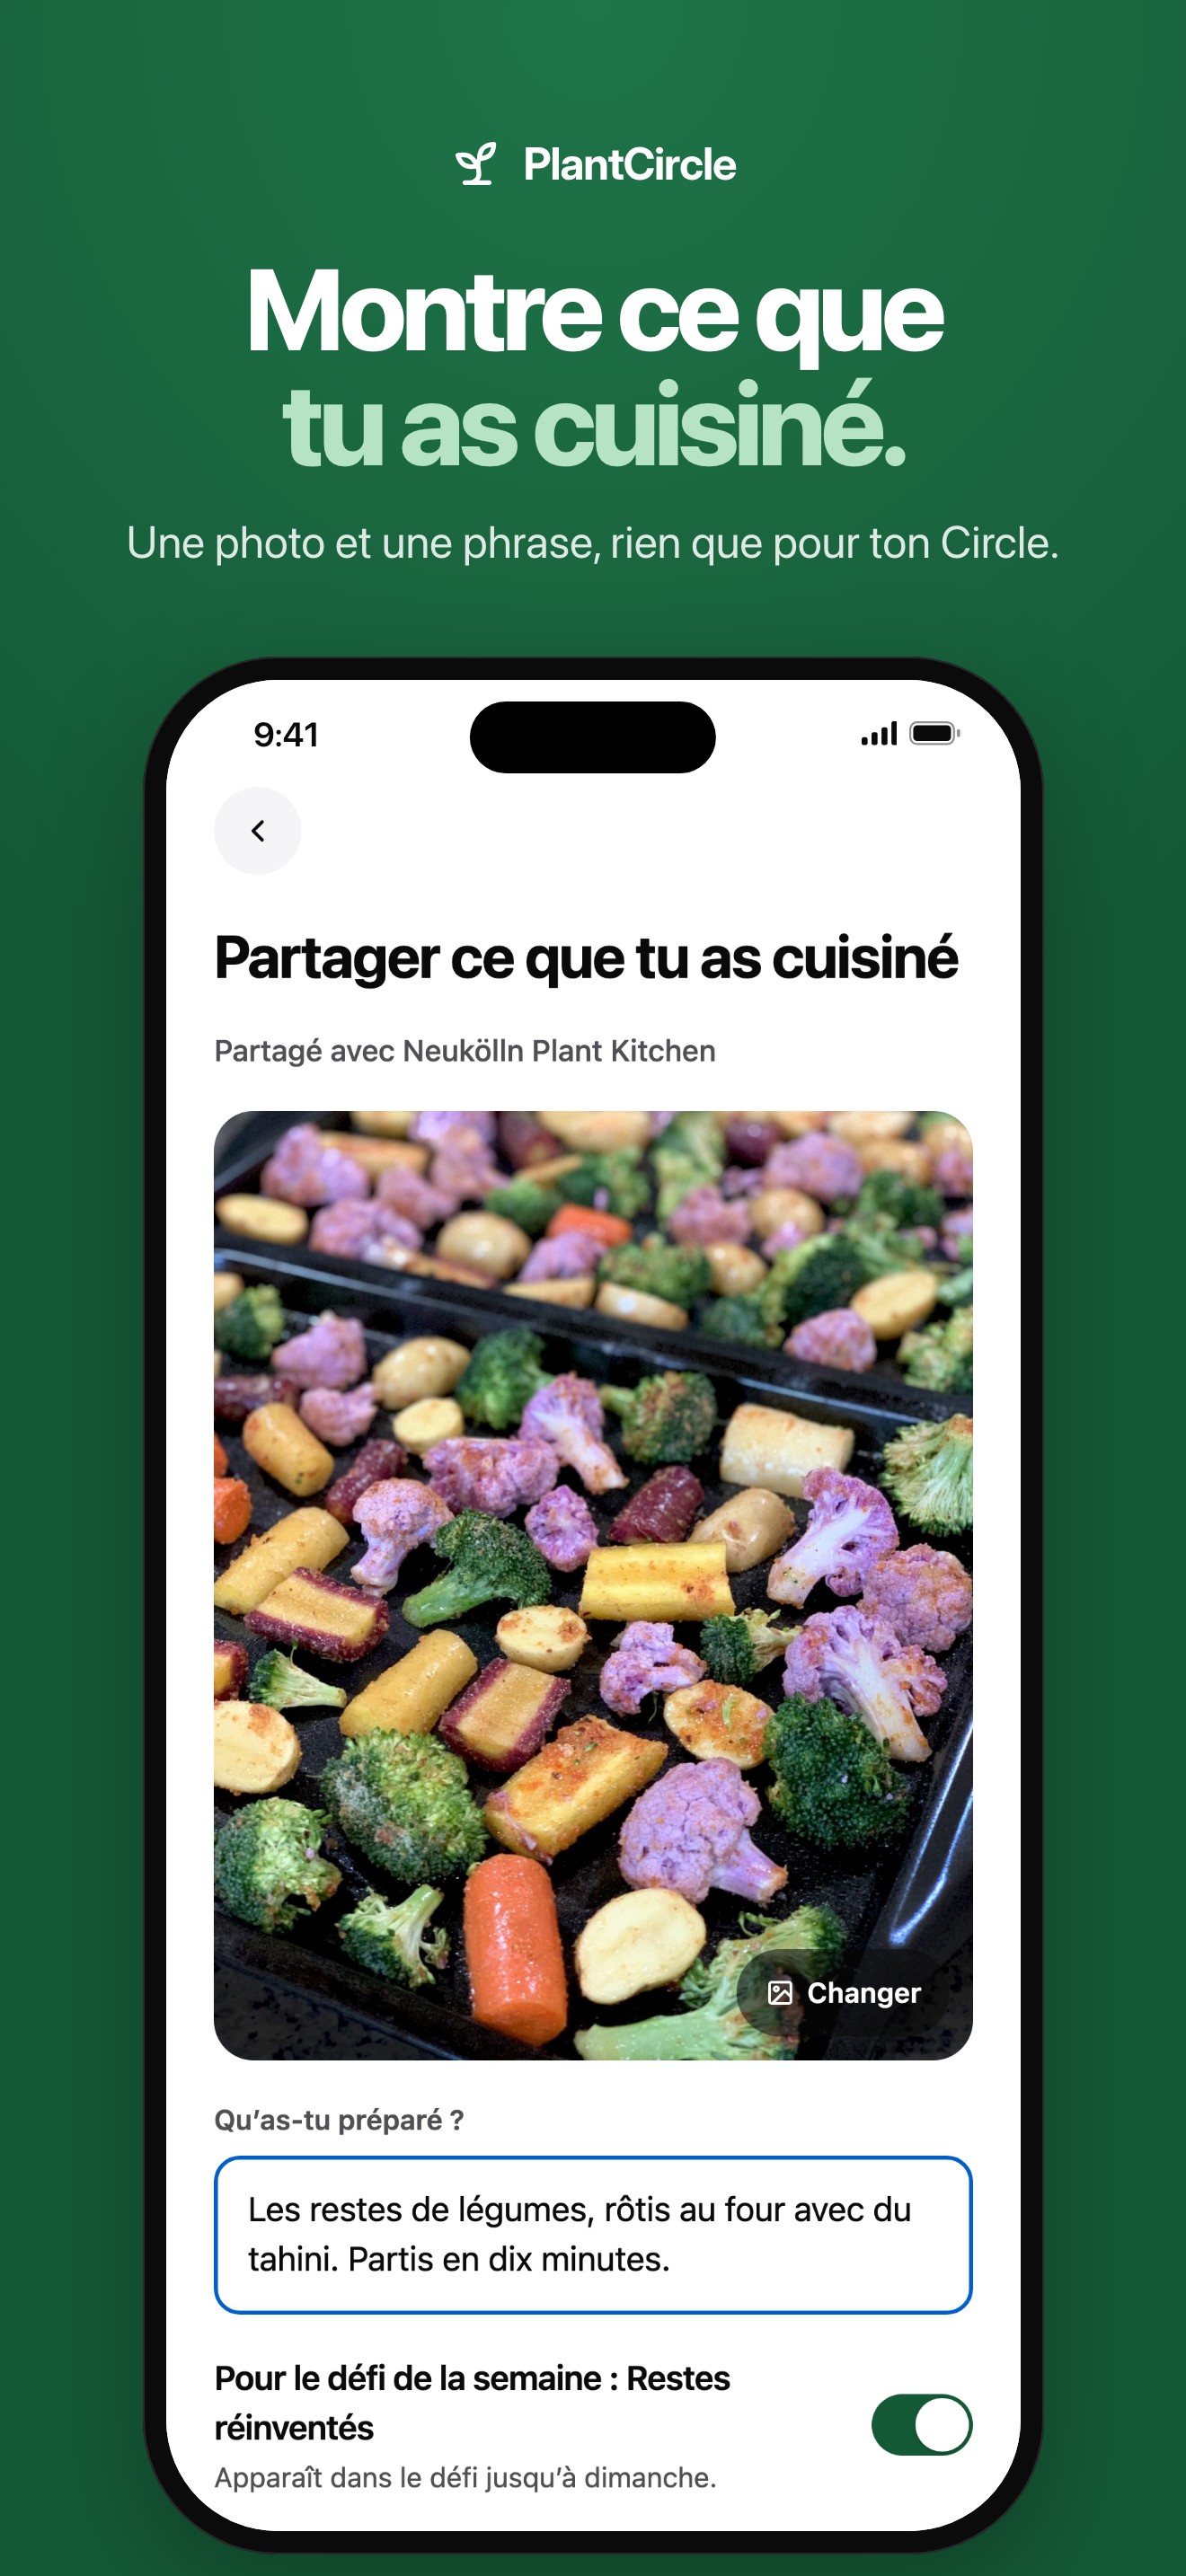 PlantCircle
Montre ce que
tu as cuisiné.
Une photo et une phrase, rien que pour ton Circle.
9:41
Partager ce que tu as cuisiné
Partagé avec Neukölln Plant Kitchen
Changer
Qu’as-tu préparé ?
Les restes de légumes, rôtis au four avec du
tahini. Partis en dix minutes.
Pour le défi de la semaine : Restes
réinventés
Apparaît dans le défi jusqu’à dimanche.